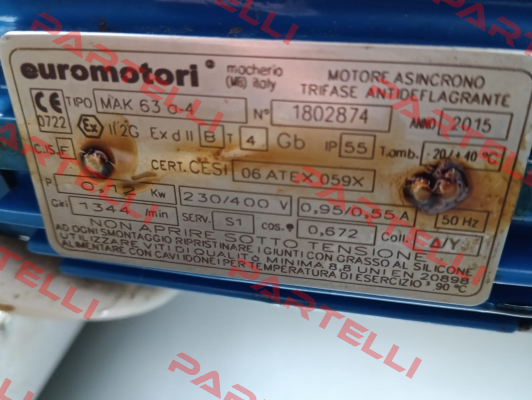 euromotori macherio (MB) italy
MOTORE ASINCRONO
TRIFASE ANTIDEFLAGRANTE
CE 0722 TIPO MAK 63 a-4 N° 1802874 ANNO 2015
Ex II 2G Ex d II B T 4 Gb IP 55 T.amb. -20/+40°C
CL.IS. F CERT. CESI 06 ATEX 059X
P 0,12 Kw 230/400 V 0,95/0,55 A 50 Hz
Giri 1344 /min SERV. S1 cos.φ 0,672 Coll. Δ/Y
NON APRIRE SOTTO TENSIONE
AD OGNI SMONTAGGIO RIPRISTINARE I GIUNTI CON GRASSO AL SILICONE
UTILIZZARE VITI DI QUALITÀ MINIMA 8.8 UNI EN 20898
ALIMENTARE CON CAVI IDONEI PER TEMPERATURA DI ESERCIZIO > 90°C
PARTELLI
PARTELLI
PARTELLI